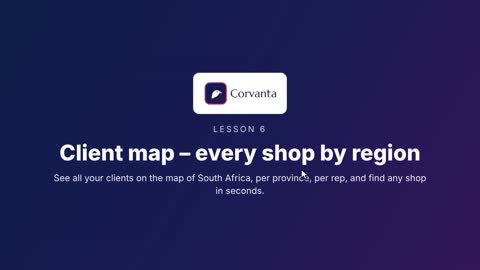 Corvanta
LESSON 6
Client map – every shop by region
See all your clients on the map of South Africa, per province, per rep, and find any shop
in seconds.